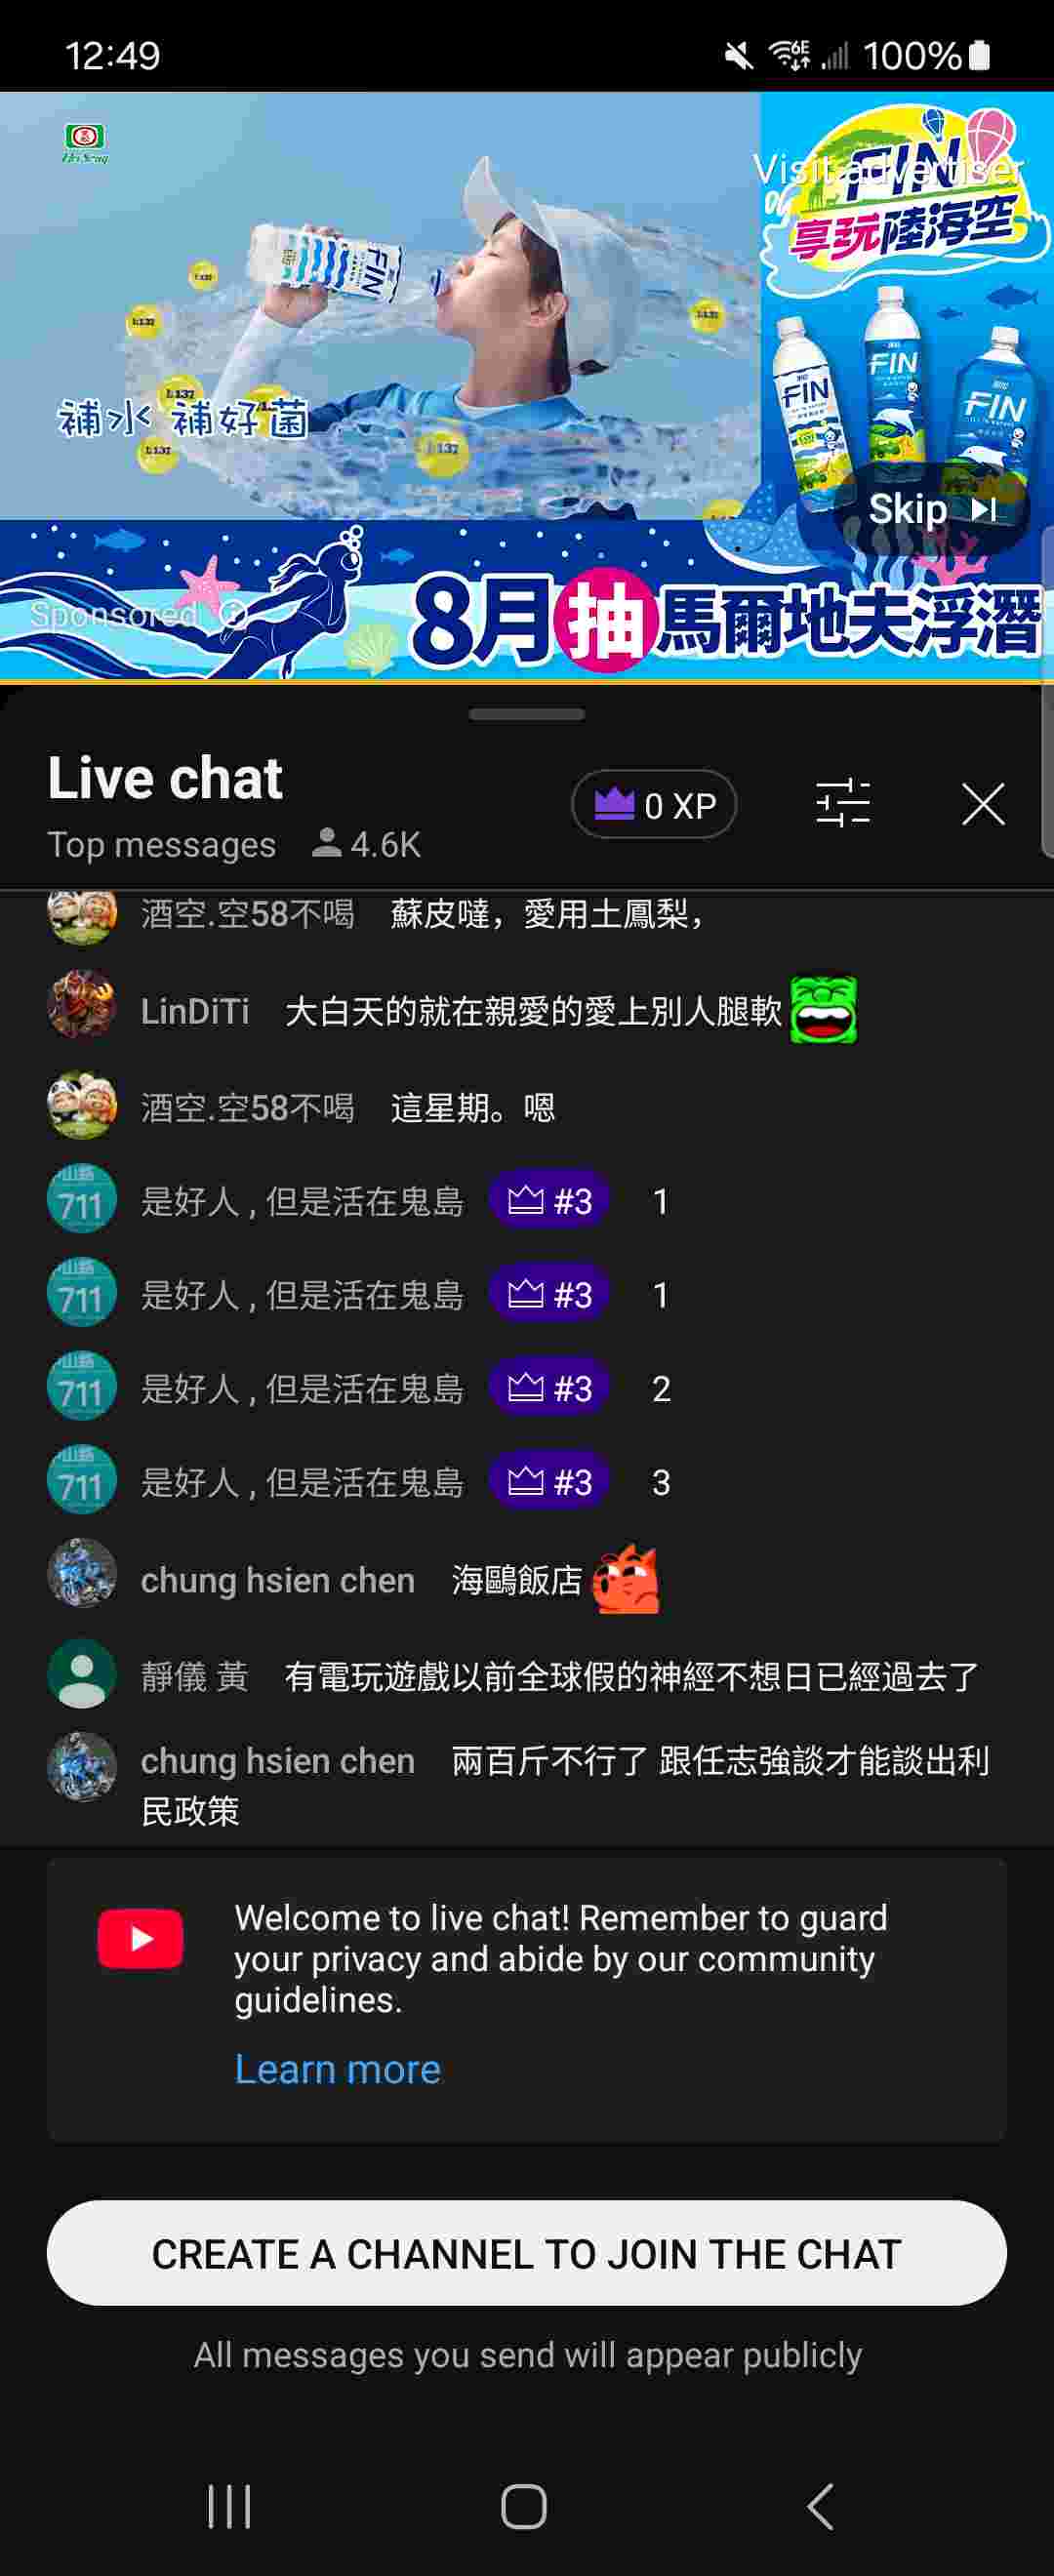 12:49
6E
100%
Hey Song
Visit advertiser
FIN
享玩陸海空
FIN
FIN
FIN
FIN
L-137
補水 補好菌
Skip
Sponsored
8月抽馬爾地夫浮潛
Live chat
0 XP
Top messages 4.6K
酒空.空58不喝 蘇皮噠，愛用土鳳梨，
LinDiTi 大白天的就在親愛的愛上別人腿軟
酒空.空58不喝 這星期。嗯
711
是好人 , 但是活在鬼島 #3 1
711
是好人 , 但是活在鬼島 #3 1
711
是好人 , 但是活在鬼島 #3 2
711
是好人 , 但是活在鬼島 #3 3
chung hsien chen 海鷗飯店
靜儀 黃 有電玩遊戲以前全球假的神經不想日已經過去了
chung hsien chen 兩百斤不行了 跟任志強談才能談出利
民政策
Welcome to live chat! Remember to guard
your privacy and abide by our community
guidelines.
Learn more
CREATE A CHANNEL TO JOIN THE CHAT
All messages you send will appear publicly